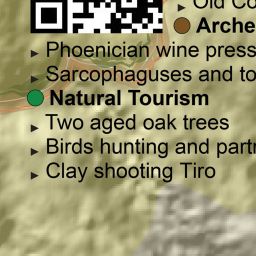 Old Co
Arche
Phoenician wine press
Sarcophaguses and to
Natural Tourism
Two aged oak trees
Birds hunting and partr
Clay shooting Tiro